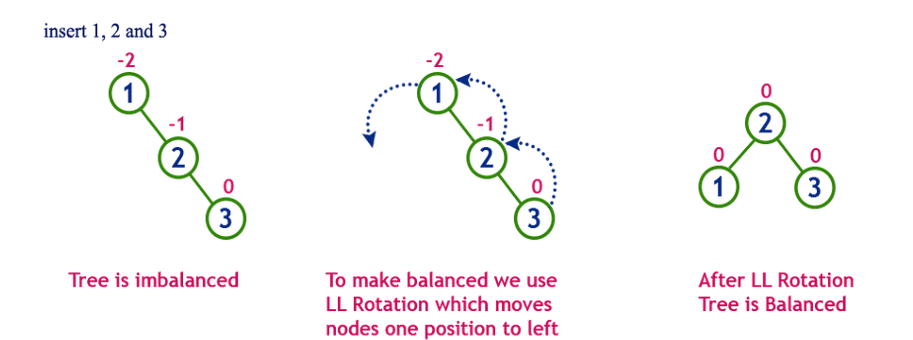 insert 1, 2 and 3
-2
1
-1
2
0
3
Tree is imbalanced
-2
1
-1
2
0
3
To make balanced we use
LL Rotation which moves
nodes one position to left
0
2
0 0
1 3
After LL Rotation
Tree is Balanced